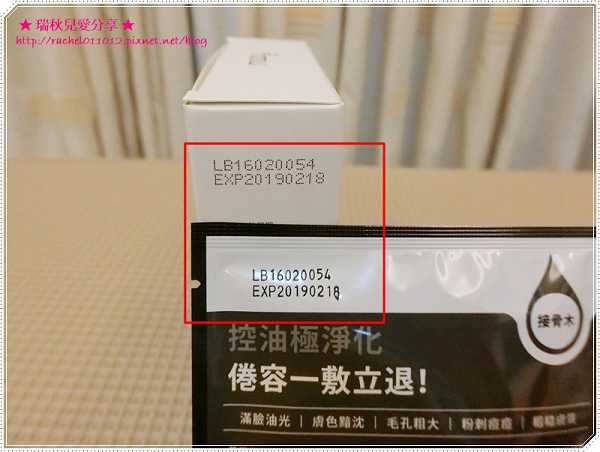 ★ 瑞秋兒愛分享 ★
http://rachel011012.pixnet.net/blog
LB16020054
EXP20190218
LB16020054
EXP20190218
接骨木
控油極淨化
倦容一敷立退!
滿臉油光 | 膚色黯沈 | 毛孔粗大 | 粉刺痘痘 |